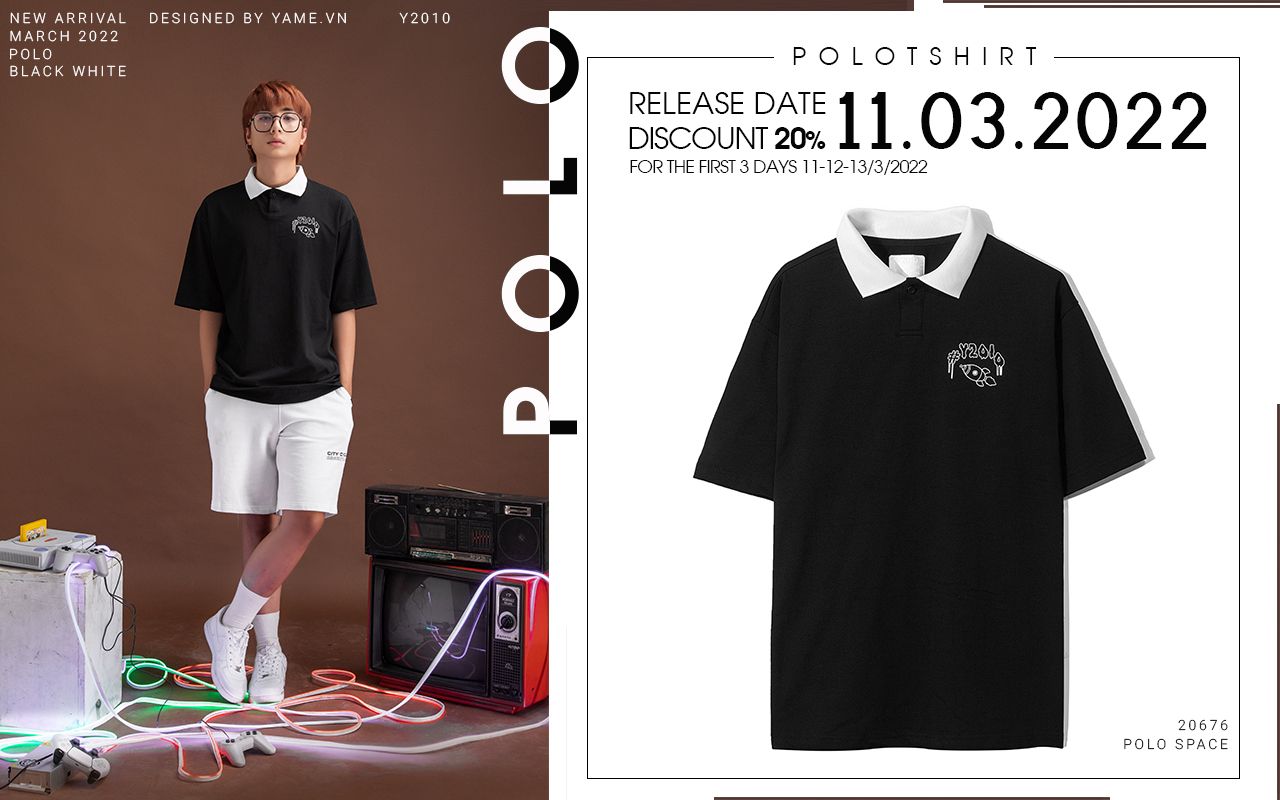 NEW ARRIVAL DESIGNED BY YAME.VN Y2010
MARCH 2022
POLO
BLACK WHITE
POLO
POLOTSHIRT
RELEASE DATE
DISCOUNT 20%
11.03.2022
FOR THE FIRST 3 DAYS 11-12-13/3/2022
#Y2010
#Y2010
20676
POLO SPACE